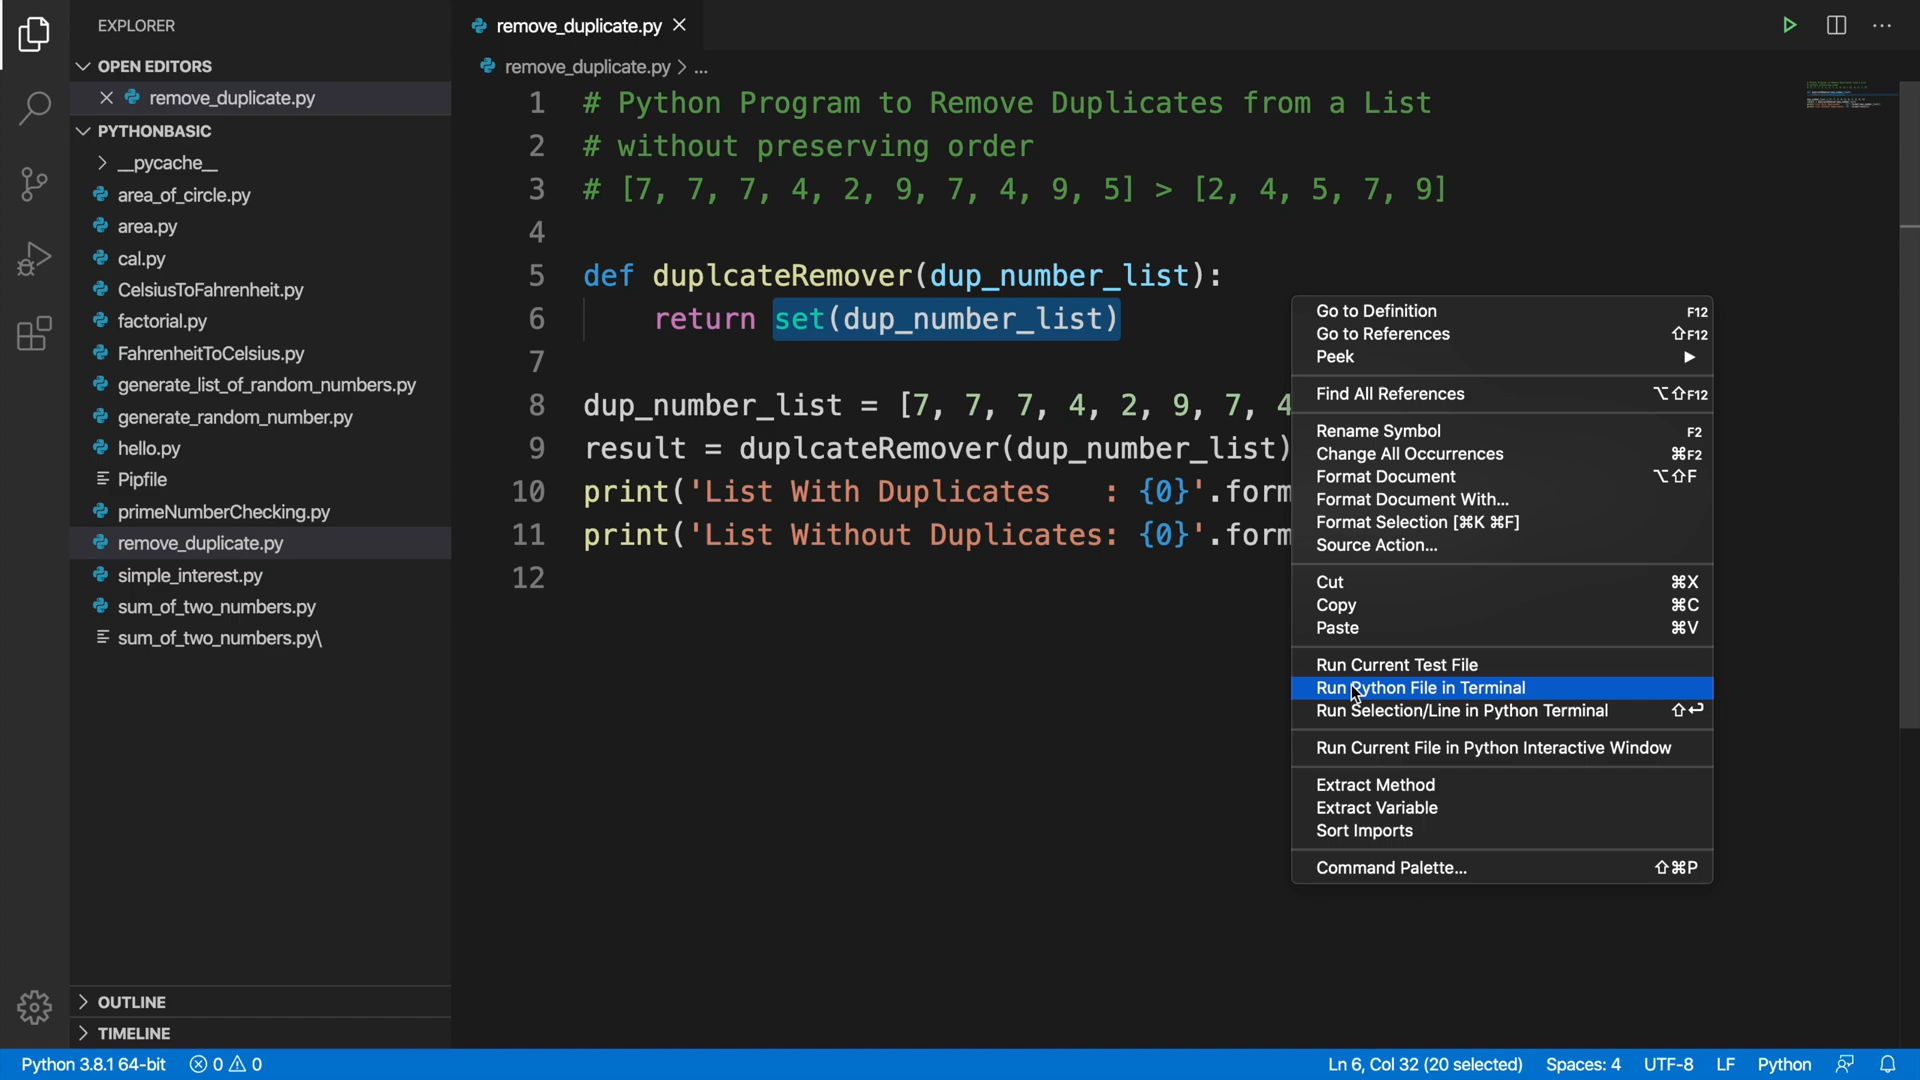 EXPLORER
OPEN EDITORS
remove_duplicate.py
PYTHONBASIC
__pycache__
area_of_circle.py
area.py
cal.py
CelsiusToFahrenheit.py
factorial.py
FahrenheitToCelsius.py
generate_list_of_random_numbers.py
generate_random_number.py
hello.py
Pipfile
primeNumberChecking.py
remove_duplicate.py
simple_interest.py
sum_of_two_numbers.py
sum_of_two_numbers.py\
OUTLINE
TIMELINE
remove_duplicate.py
remove_duplicate.py > ...
1 # Python Program to Remove Duplicates from a List
2 # without preserving order
3 # [7, 7, 7, 4, 2, 9, 7, 4, 9, 5] > [2, 4, 5, 7, 9]
4
5 def duplcateRemover(dup_number_list):
6 return set(dup_number_list)
7
8 dup_number_list = [7, 7, 7, 4, 2, 9, 7, 4
9 result = duplcateRemover(dup_number_list)
10 print('List With Duplicates   : {0}'.form
11 print('List Without Duplicates: {0}'.form
12
Go to Definition F12
Go to References ⇧F12
Peek ▶
Find All References ⌥⇧F12
Rename Symbol F2
Change All Occurrences ⌘F2
Format Document ⌥⇧F
Format Document With...
Format Selection [⌘K ⌘F]
Source Action...
Cut ⌘X
Copy ⌘C
Paste ⌘V
Run Current Test File
Run Python File in Terminal
Run Selection/Line in Python Terminal ⇧↩
Run Current File in Python Interactive Window
Extract Method
Extract Variable
Sort Imports
Command Palette... ⇧⌘P
Python 3.8.1 64-bit 0 0 Ln 6, Col 32 (20 selected) Spaces: 4 UTF-8 LF Python